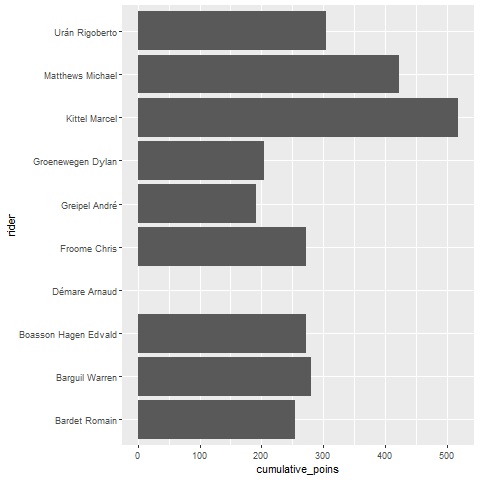 Urán Rigoberto
Matthews Michael
Kittel Marcel
Groenewegen Dylan
Greipel André
Froome Chris
Démare Arnaud
Boasson Hagen Edvald
Barguil Warren
Bardet Romain
rider
0 100 200 300 400 500
cumulative_poins